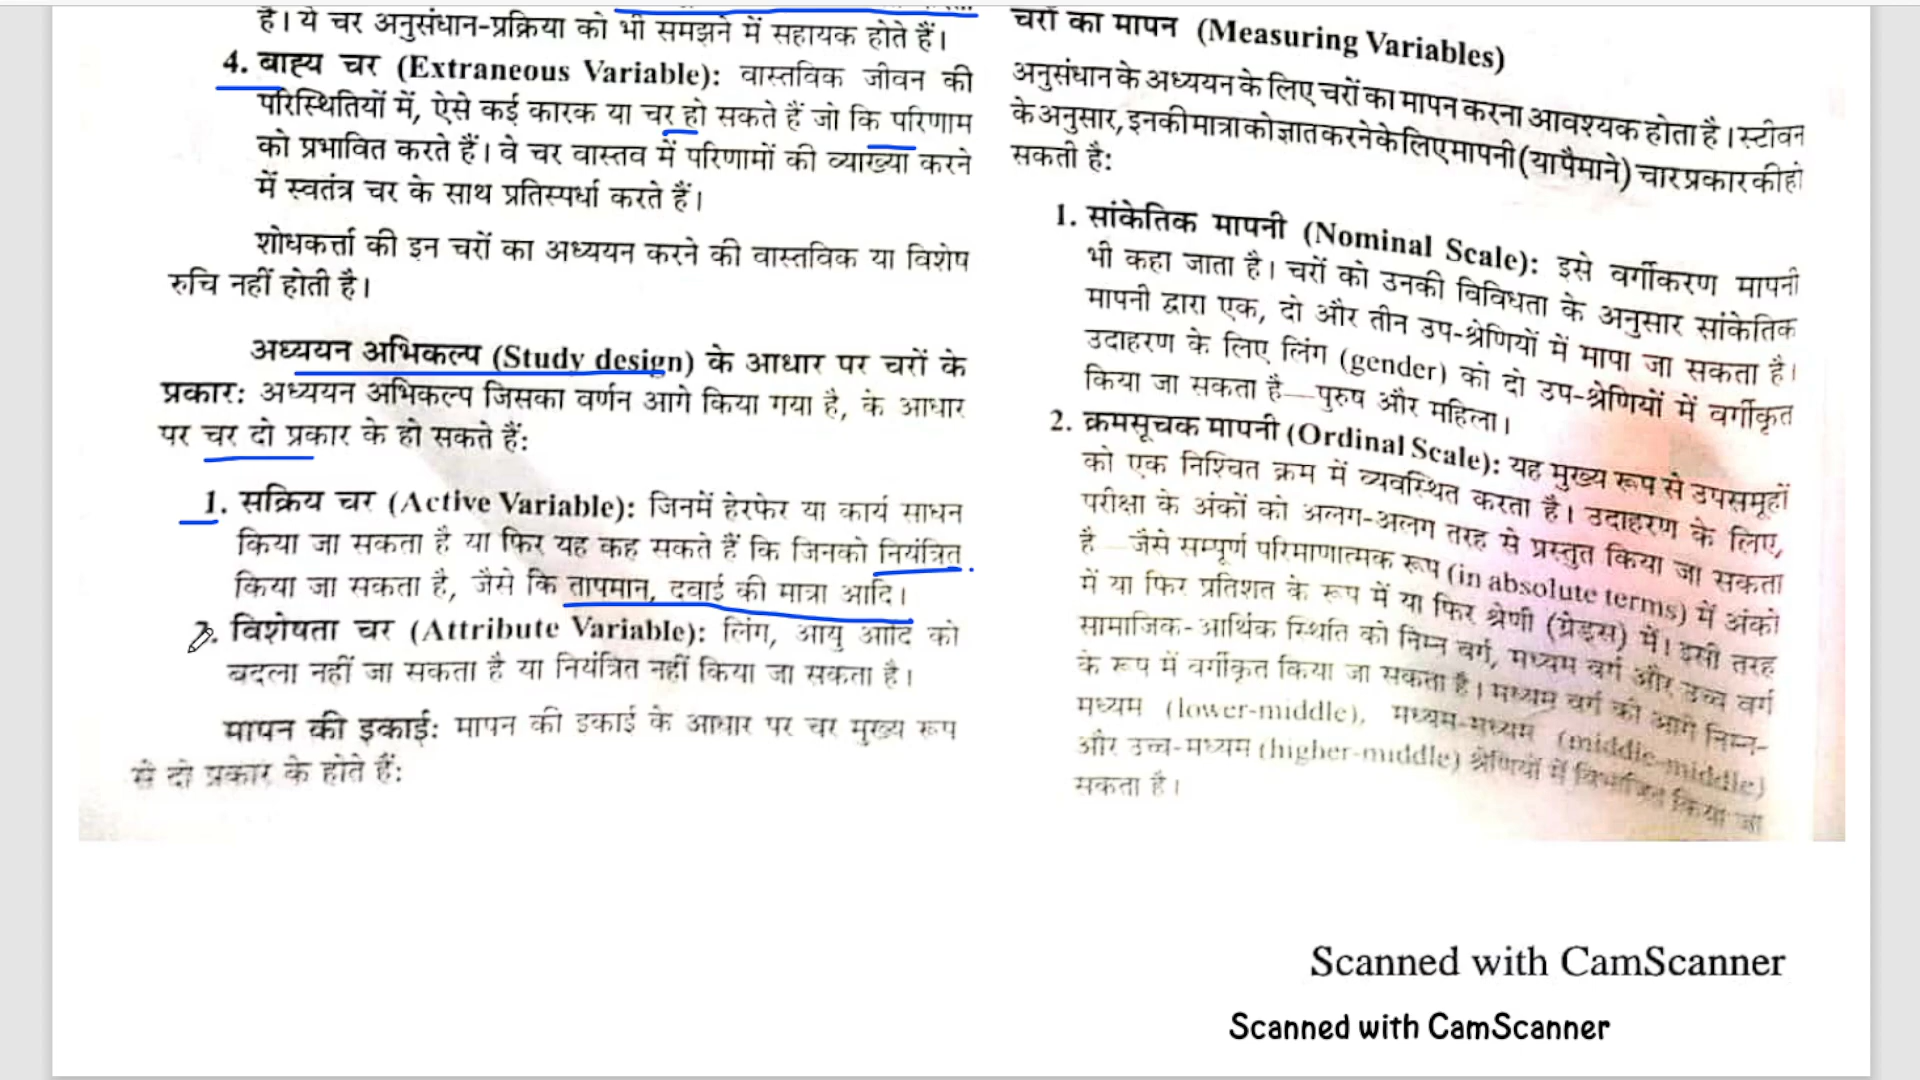 है। ये चर अनुसंधान-प्रक्रिया को भी समझने में सहायक होते हैं।
4. बाह्य चर (Extraneous Variable): वास्तविक जीवन की
परिस्थितियों में, ऐसे कई कारक या चर हो सकते हैं जो कि परिणाम
को प्रभावित करते हैं। वे चर वास्तव में परिणामों की व्याख्या करने
में स्वतंत्र चर के साथ प्रतिस्पर्धा करते हैं।
शोधकर्त्ता की इन चरों का अध्ययन करने की वास्तविक या विशेष
रुचि नहीं होती है।
अध्ययन अभिकल्प (Study design) के आधार पर चरों के
प्रकार: अध्ययन अभिकल्प जिसका वर्णन आगे किया गया है, के आधार
पर चर दो प्रकार के हो सकते हैं:
1. सक्रिय चर (Active Variable): जिनमें हेरफेर या कार्य साधन
किया जा सकता है या फिर यह कह सकते हैं कि जिनको नियंत्रित
किया जा सकता है, जैसे कि तापमान, दवाई की मात्रा आदि।
2. विशेषता चर (Attribute Variable): लिंग, आयु आदि को
बदला नहीं जा सकता है या नियंत्रित नहीं किया जा सकता है।
मापन की इकाई: मापन की इकाई के आधार पर चर मुख्य रूप
से दो प्रकार के होते हैं:
चरों का मापन (Measuring Variables)
अनुसंधान के अध्ययन के लिए चरों का मापन करना आवश्यक होता है। स्टीवन
के अनुसार, इनकी मात्रा को ज्ञात करने के लिए मापनी (या पैमाने) चार प्रकार की हो
सकती है:
1. सांकेतिक मापनी (Nominal Scale): इसे वर्गीकरण मापनी
भी कहा जाता है। चरों को उनकी विविधता के अनुसार सांकेतिक
मापनी द्वारा एक, दो और तीन उप-श्रेणियों में मापा जा सकता है।
उदाहरण के लिए लिंग (gender) को दो उप-श्रेणियों में वर्गीकृत
किया जा सकता है—पुरुष और महिला।
2. क्रमसूचक मापनी (Ordinal Scale): यह मुख्य रूप से उपसमूहों
को एक निश्चित क्रम में व्यवस्थित करता है। उदाहरण के लिए,
परीक्षा के अंकों को अलग-अलग तरह से प्रस्तुत किया जा सकता
है—जैसे सम्पूर्ण परिमाणात्मक रूप (in absolute terms) में अंको
में या फिर प्रतिशत के रूप में या फिर श्रेणी (ग्रेड्स) में। इसी तरह
सामाजिक-आर्थिक स्थिति को निम्न वर्ग, मध्यम वर्ग और उच्च वर्ग
के रूप में वर्गीकृत किया जा सकता है। मध्यम वर्ग को आगे निम्न-
मध्यम (lower-middle), मध्यम-मध्यम (middle-middle)
और उच्च-मध्यम (higher-middle) श्रेणियों में विभाजित किया जा
सकता है।
Scanned with CamScanner
Scanned with CamScanner